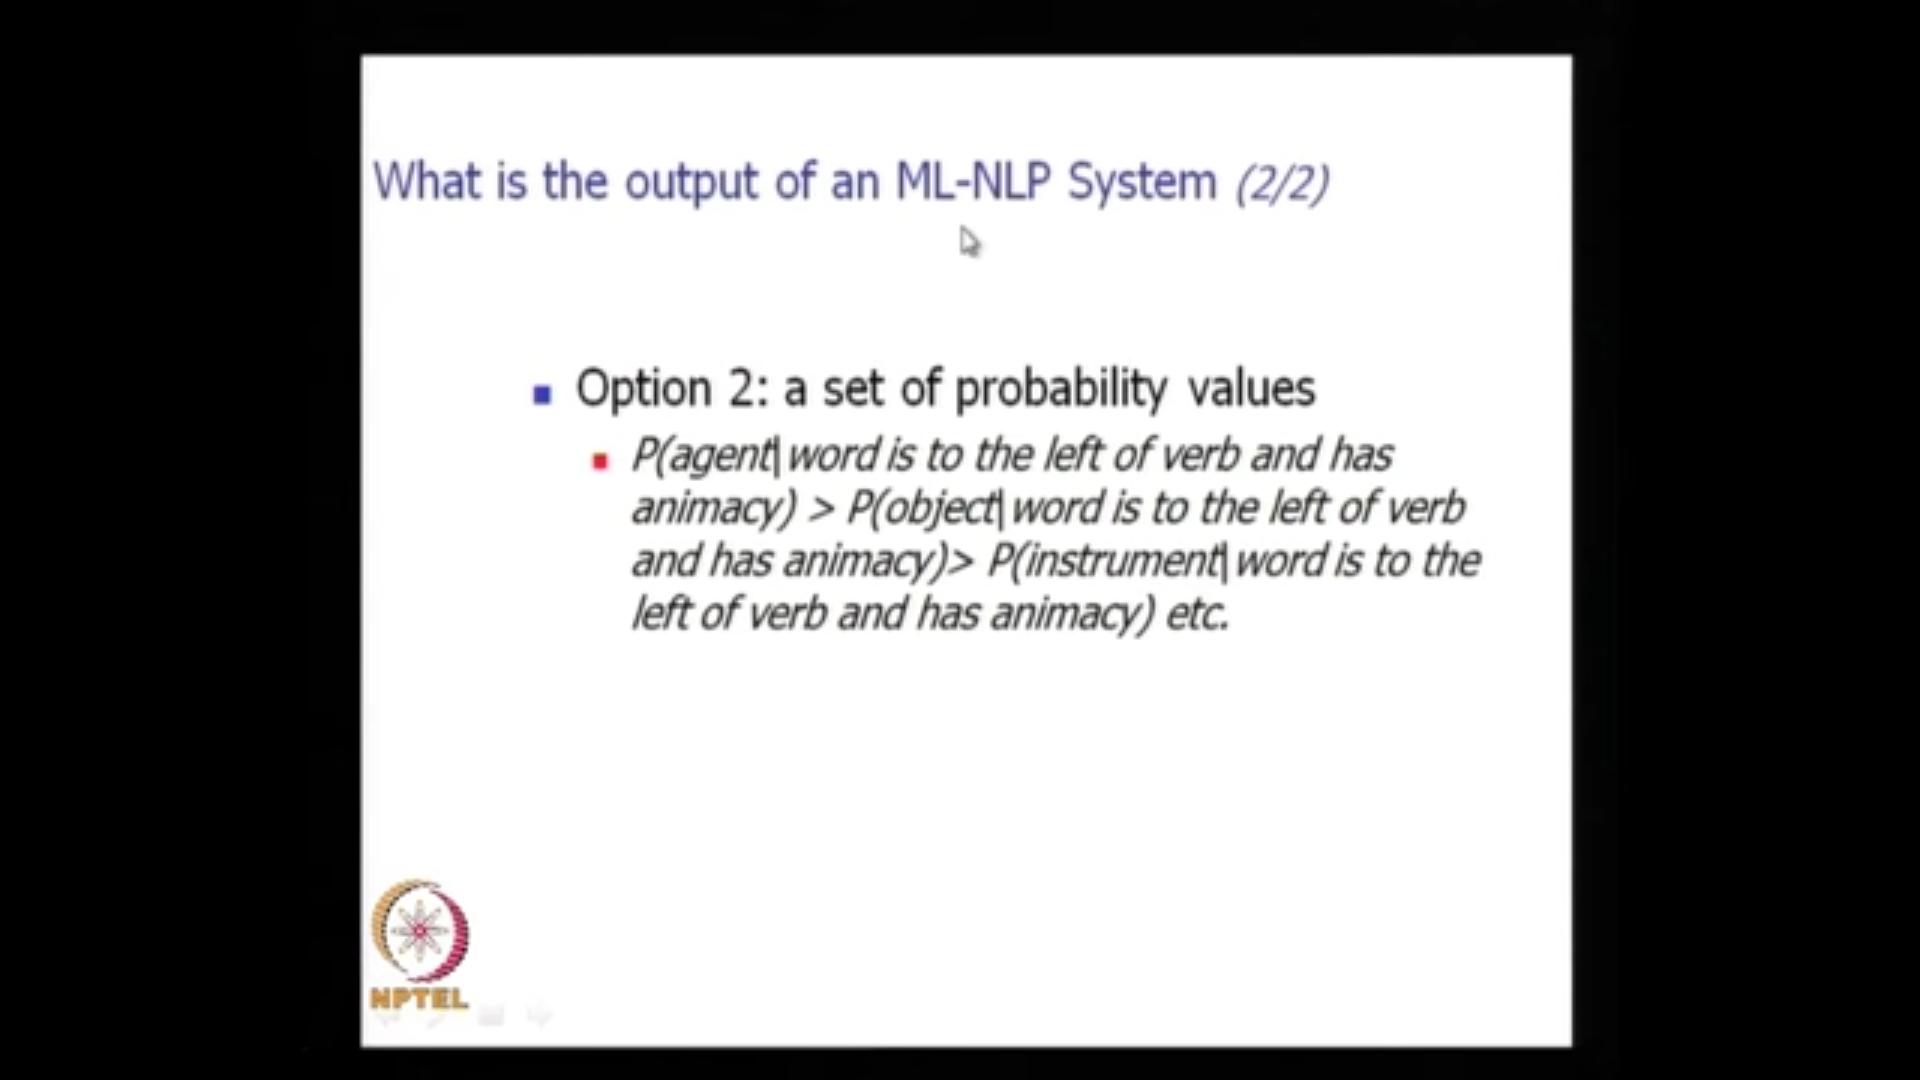 What is the output of an ML-NLP System (2/2)
Option 2: a set of probability values
P(agent|word is to the left of verb and has
animacy) > P(object|word is to the left of verb
and has animacy)> P(instrument|word is to the
left of verb and has animacy) etc.
NPTEL